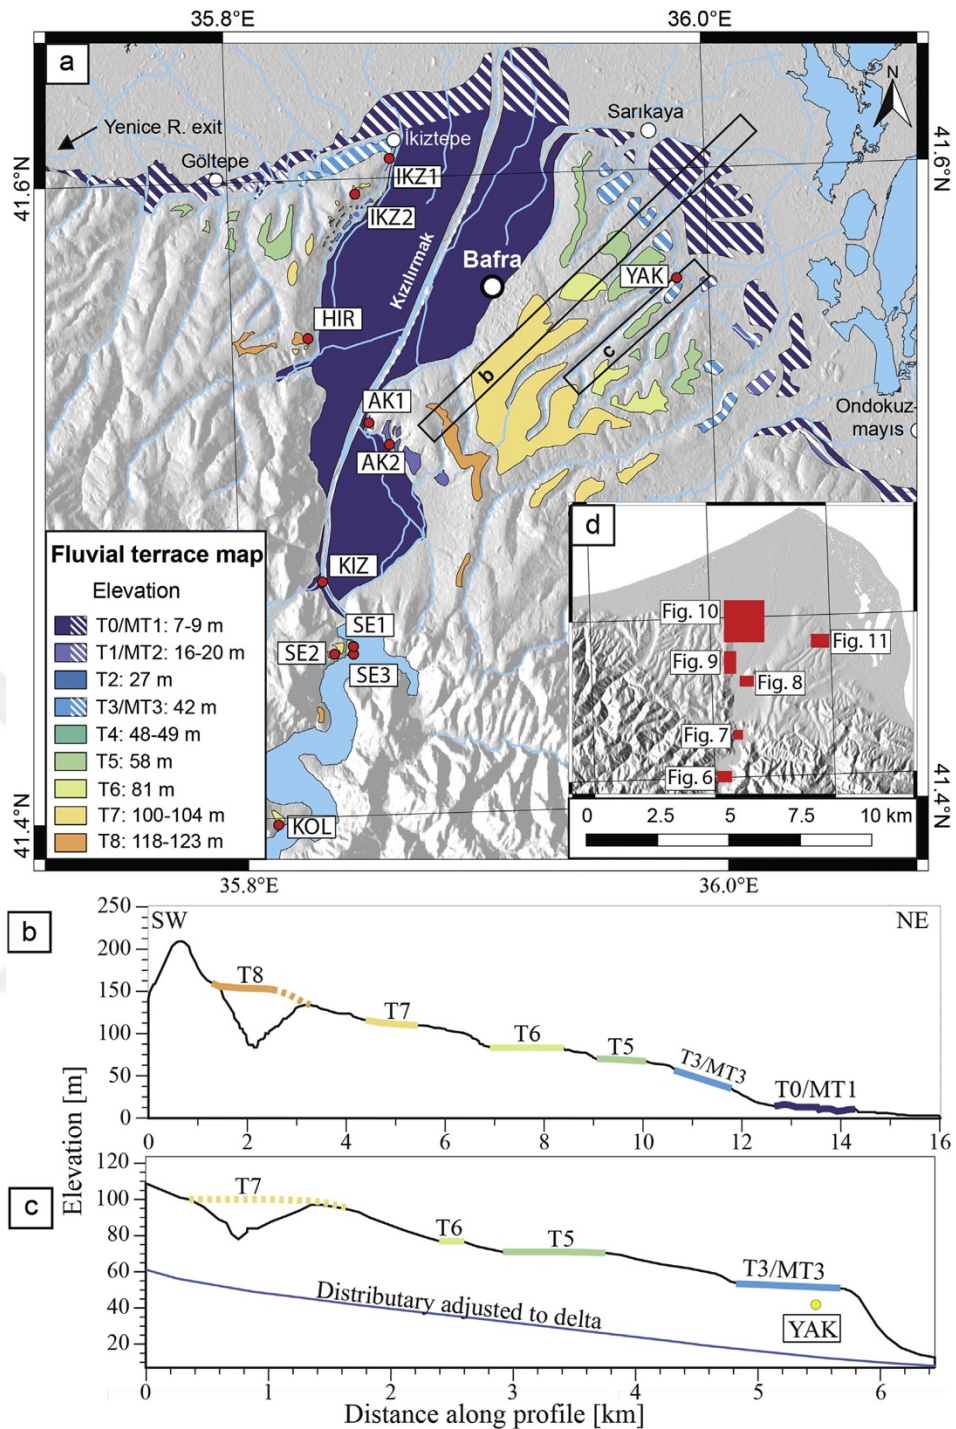 35.8°E
36.0°E
a
N
Yenice R. exit
Sarıkaya
İkiztepe
Göltepe
41.6°N
41.6°N
IKZ1
IKZ2
Kızılırmak
Bafra
YAK
HIR
b
c
AK1
AK2
Ondokuz-
mayıs
KIZ
SE1
SE2
SE3
KOL
Fluvial terrace map
Elevation
T0/MT1: 7-9 m
T1/MT2: 16-20 m
T2: 27 m
T3/MT3: 42 m
T4: 48-49 m
T5: 58 m
T6: 81 m
T7: 100-104 m
T8: 118-123 m
d
Fig. 10
Fig. 11
Fig. 9
Fig. 8
Fig. 7
Fig. 6
0 2.5 5 7.5 10 km
41.4°N
41.4°N
35.8°E
36.0°E
b
SW
NE
250
200
150
100
50
0
T8
T7
T6
T5
T3/MT3
T0/MT1
0 2 4 6 8 10 12 14 16
Elevation [m]
c
120
100
80
60
40
20
T7
T6
T5
T3/MT3
YAK
Distributary adjusted to delta
0 1 2 3 4 5 6
Distance along profile [km]